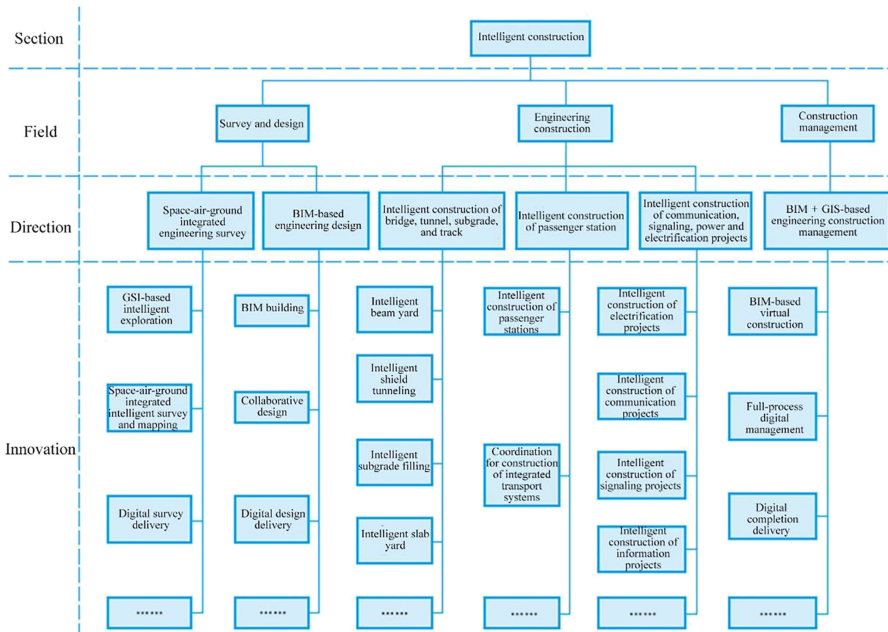 Section
Intelligent construction
Field
Survey and design
Engineering
construction
Construction
management
Direction
Space-air-ground
integrated
engineering survey
BIM-based
engineering design
Intelligent construction of
bridge, tunnel, subgrade,
and track
Intelligent construction
of passenger station
Intelligent construction
of communication,
signaling, power and
electrification projects
BIM + GIS-based
engineering construction
management
Innovation
GSI-based
intelligent
exploration
Space-air-ground
integrated
intelligent survey
and mapping
Digital survey
delivery
******
BIM building
Collaborative
design
Digital design
delivery
******
Intelligent
beam yard
Intelligent
shield
tunneling
Intelligent
subgrade filling
Intelligent slab
yard
******
Intelligent
construction of
passenger
stations
Coordination
for construction
of integrated
transport
systems
******
Intelligent
construction of
electrification
projects
Intelligent
construction of
communication
projects
Intelligent
construction of
signaling projects
Intelligent
construction of
information
projects
******
BIM-based
virtual
construction
Full-process
digital
management
Digital
completion
delivery
******